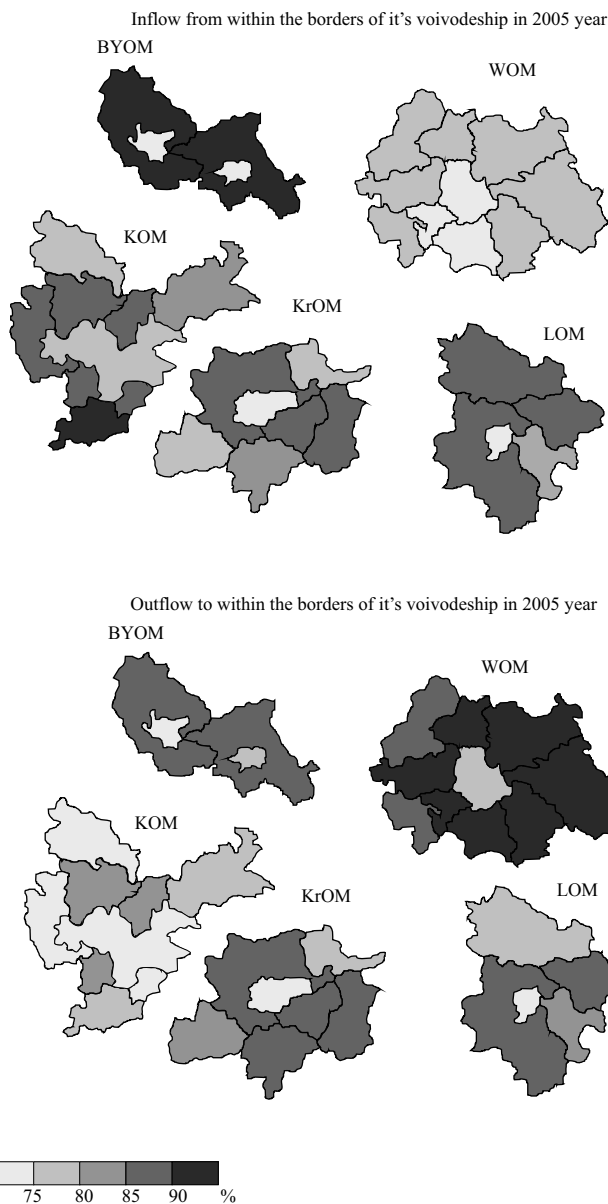 Inflow from within the borders of it's voivodeship in 2005 year
BYOM
WOM
KOM
KrOM
LOM
Outflow to within the borders of it's voivodeship in 2005 year
BYOM
WOM
KOM
KrOM
LOM
75 80 85 90 %